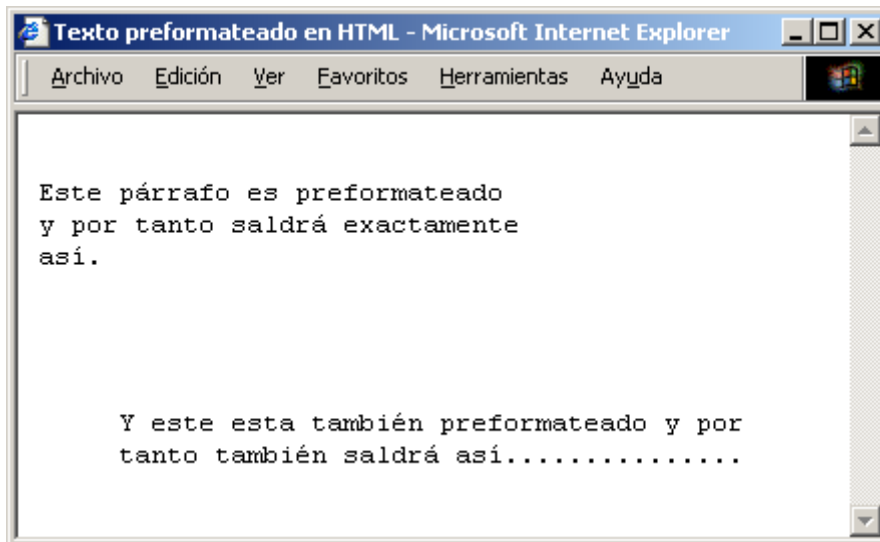 Texto preformateado en HTML - Microsoft Internet Explorer
Archivo Edición Ver Favoritos Herramientas Ayuda
Este párrafo es preformateado
y por tanto saldrá exactamente
así.
Y este esta también preformateado y por
tanto también saldrá así...............